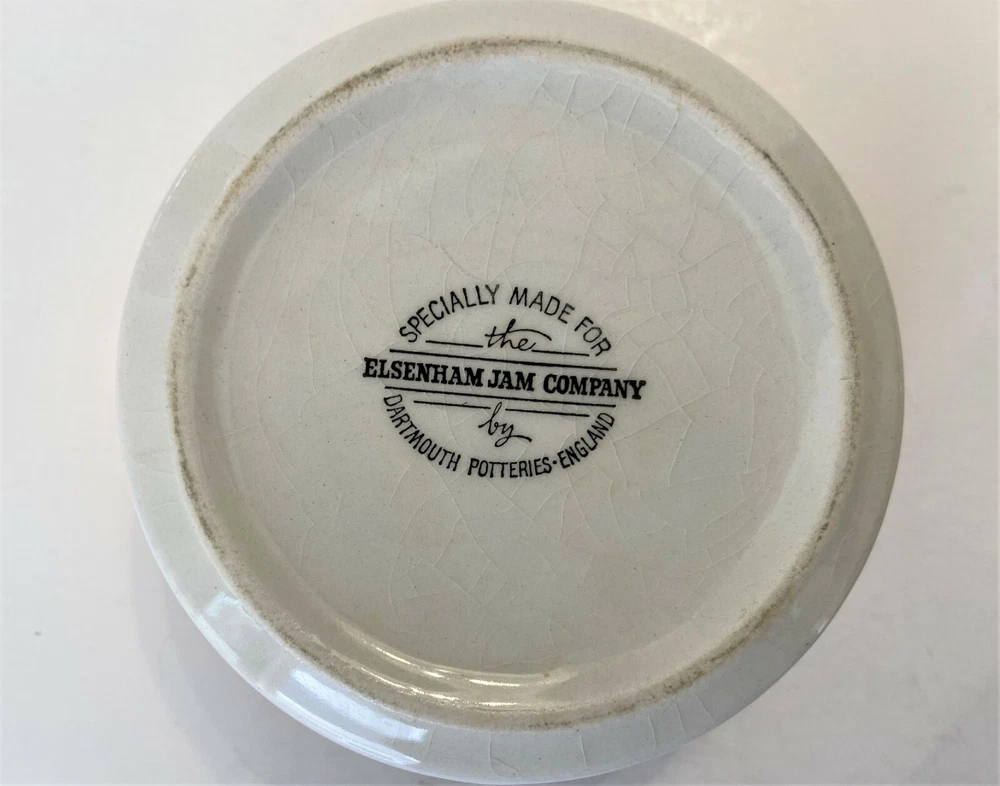 SPECIALLY MADE FOR
the
ELSENHAM JAM COMPANY
by
DARTMOUTH POTTERIES·ENGLAND